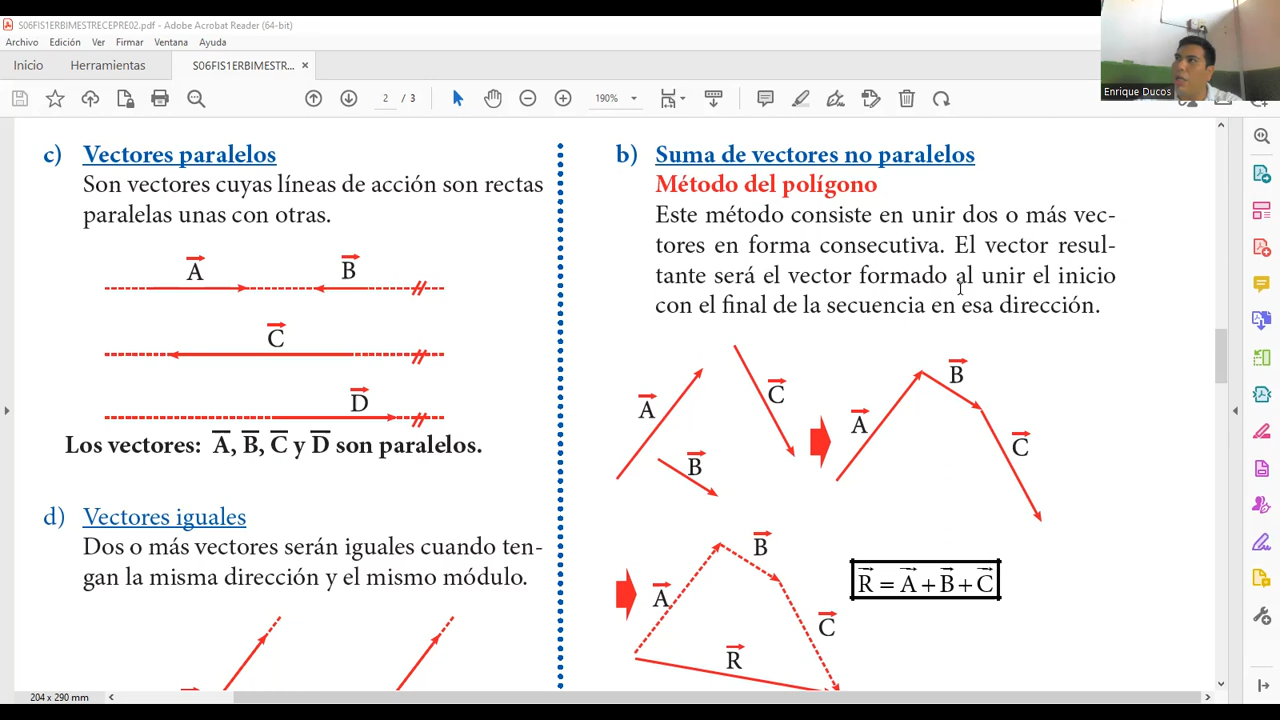 S06FIS1ERBIMESTRECEPRE02.pdf - Adobe Acrobat Reader (64-bit)
Archivo Edición Ver Firmar Ventana Ayuda
Inicio Herramientas S06FIS1ERBIMESTR... ×
2 / 3 190%
Enrique Ducos
c) Vectores paralelos
Son vectores cuyas líneas de acción son rectas
paralelas unas con otras.
A B
C
D
Los vectores: A, B, C y D son paralelos.
d) Vectores iguales
Dos o más vectores serán iguales cuando ten-
gan la misma dirección y el mismo módulo.
b) Suma de vectores no paralelos
Método del polígono
Este método consiste en unir dos o más vec-
tores en forma consecutiva. El vector resul-
tante será el vector formado al unir el inicio
con el final de la secuencia en esa dirección.
A B C
A B C
A B C R
R = A + B + C
204 x 290 mm